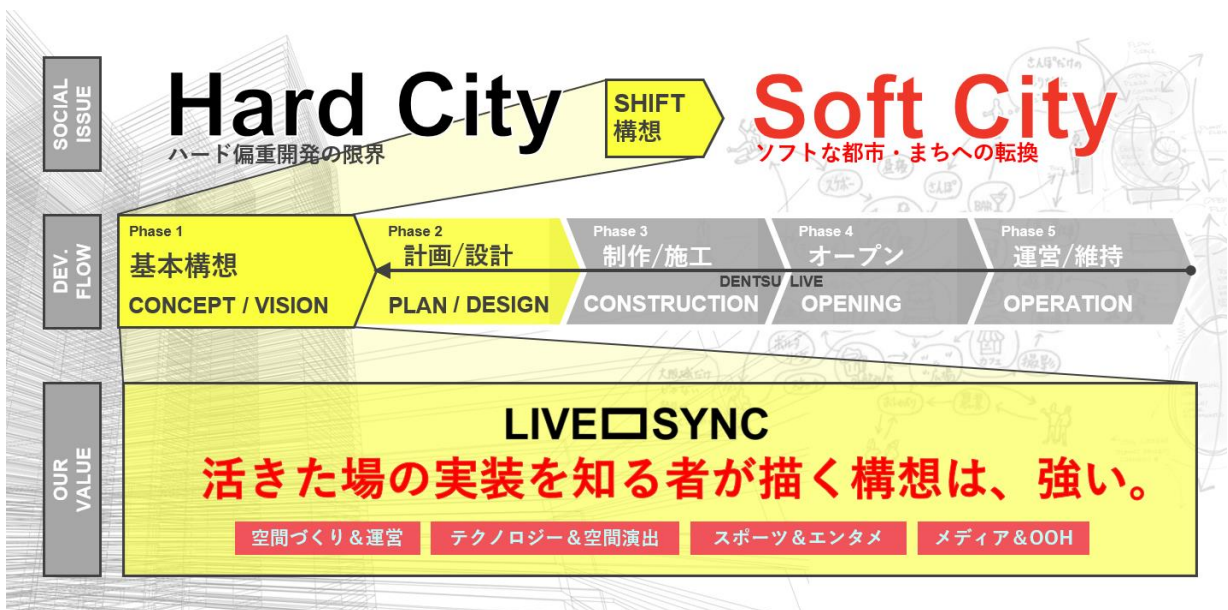 SOCIAL
ISSUE
Hard City
ハード偏重開発の限界
SHIFT
構想
Soft City
ソフトな都市・まちへの転換
DEV.
FLOW
Phase 1
基本構想
CONCEPT / VISION
Phase 2
計画/設計
PLAN / DESIGN
Phase 3
制作/施工
CONSTRUCTION
Phase 4
オープン
OPENING
Phase 5
運営/維持
OPERATION
DENTSU LIVE
OUR
VALUE
LIVE□SYNC
活きた場の実装を知る者が描く構想は、強い。
空間づくり&運営
テクノロジー&空間演出
スポーツ&エンタメ
メディア&OOH